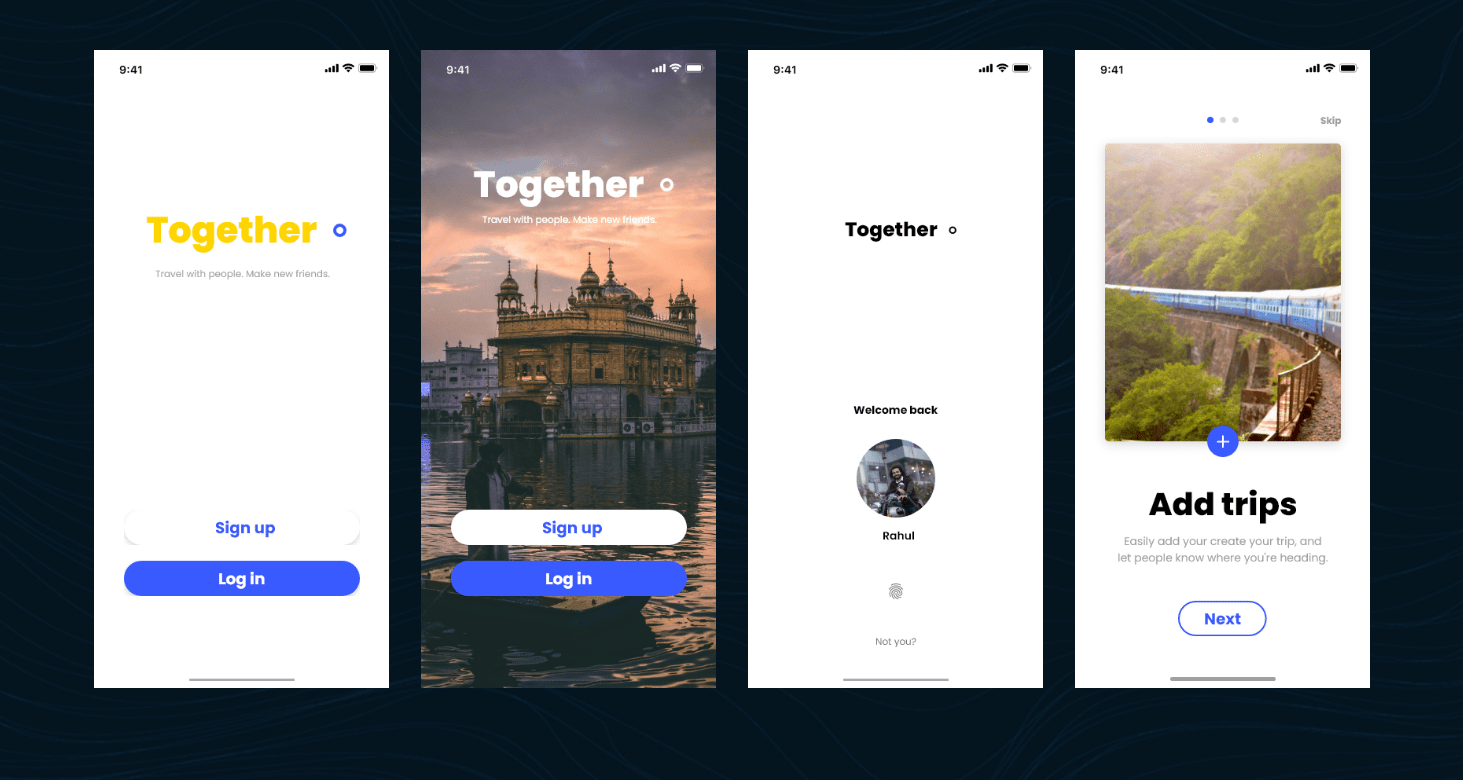 9:41
Together
Travel with people. Make new friends.
Sign up
Log in
9:41
Together
Travel with people. Make new friends.
Sign up
Log in
9:41
Together
Welcome back
Rahul
Not you?
9:41
Skip
Add trips
Easily add your create your trip, and
let people know where you're heading.
Next